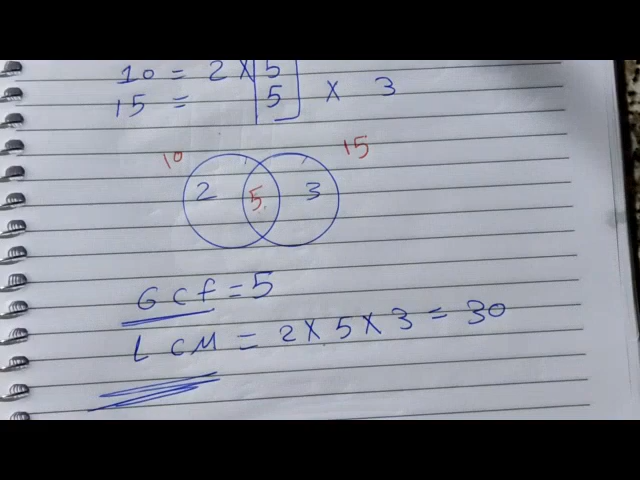 10 = 2 X 5
15 = 5 X 3
10 15
2 5. 3
GCf = 5
LCM = 2 X 5 X 3 = 30